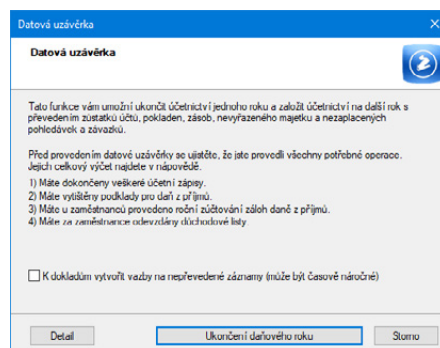 Datová uzávěrka
Datová uzávěrka
Tato funkce vám umožní ukončit účetnictví jednoho roku a založit účetnictví na další rok s
převedením zůstatků účtů, pokladen, zásob, nevyřazeného majetku a nezaplacených
pohledávek a závazků.
Před provedením datové uzávěrky se ujistěte, že jste provedli všechny potřebné operace.
Jejich celkový výčet najdete v nápovědě.
1) Máte dokončeny veškeré účetní zápisy.
2) Máte vytištěny podklady pro daň z příjmů.
3) Máte u zaměstnanců provedeno roční zúčtování záloh daně z příjmů.
4) Máte za zaměstnance odevzdány důchodové listy.
K dokladům vytvořit vazby na nepřevedené záznamy (může být časově náročné)
Detail
Ukončení daňového roku
Storno